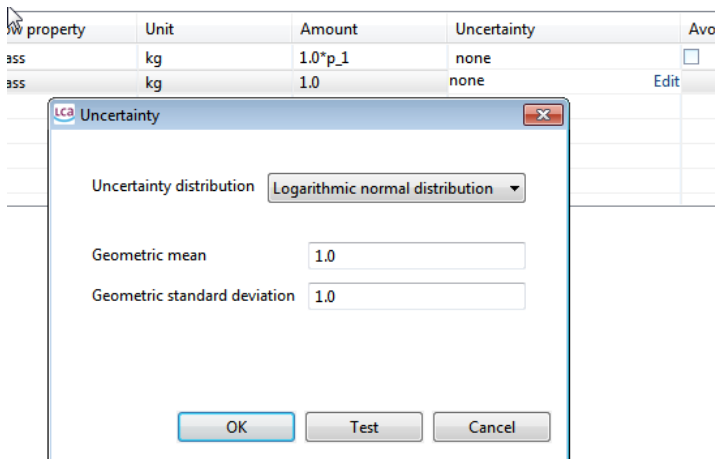 ow property Unit Amount Uncertainty Avo
ass kg 1.0*p_1 none
ass kg 1.0 none Edit
LCA Uncertainty
Uncertainty distribution Logarithmic normal distribution
Geometric mean 1.0
Geometric standard deviation 1.0
OK Test Cancel